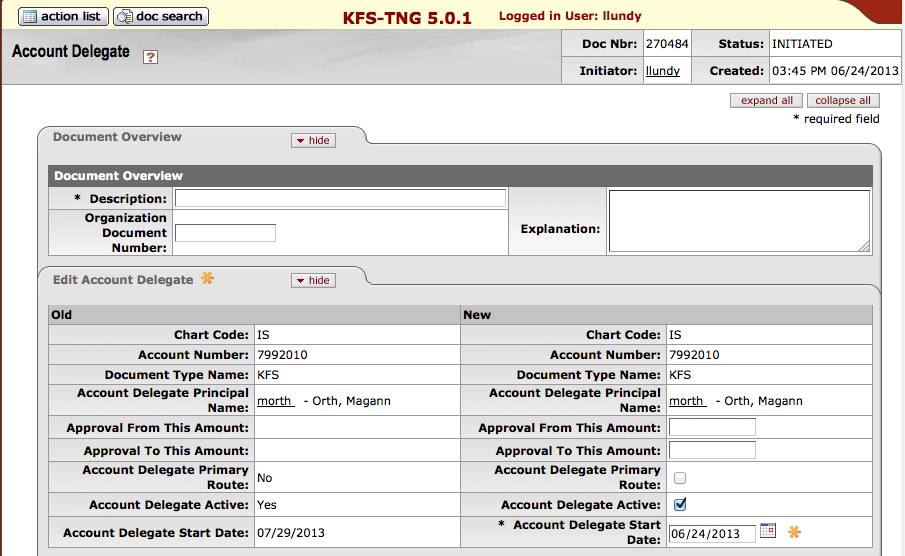 action list doc search KFS-TNG 5.0.1 Logged in User: llundy
Account Delegate ? Doc Nbr: 270484 Status: INITIATED
Initiator: llundy Created: 03:45 PM 06/24/2013
expand all collapse all
* required field
Document Overview hide
Document Overview
* Description:
Organization
Document
Number:
Explanation:
Edit Account Delegate * hide
Old New
Chart Code: IS Chart Code: IS
Account Number: 7992010 Account Number: 7992010
Document Type Name: KFS Document Type Name: KFS
Account Delegate Principal
Name: morth - Orth, Magann
Account Delegate Principal
Name: morth - Orth, Magann
Approval From This Amount: Approval From This Amount:
Approval To This Amount: Approval To This Amount:
Account Delegate Primary
Route: No
Account Delegate Primary
Route:
Account Delegate Active: Yes Account Delegate Active:
Account Delegate Start Date: 07/29/2013
* Account Delegate Start
Date: 06/24/2013 *